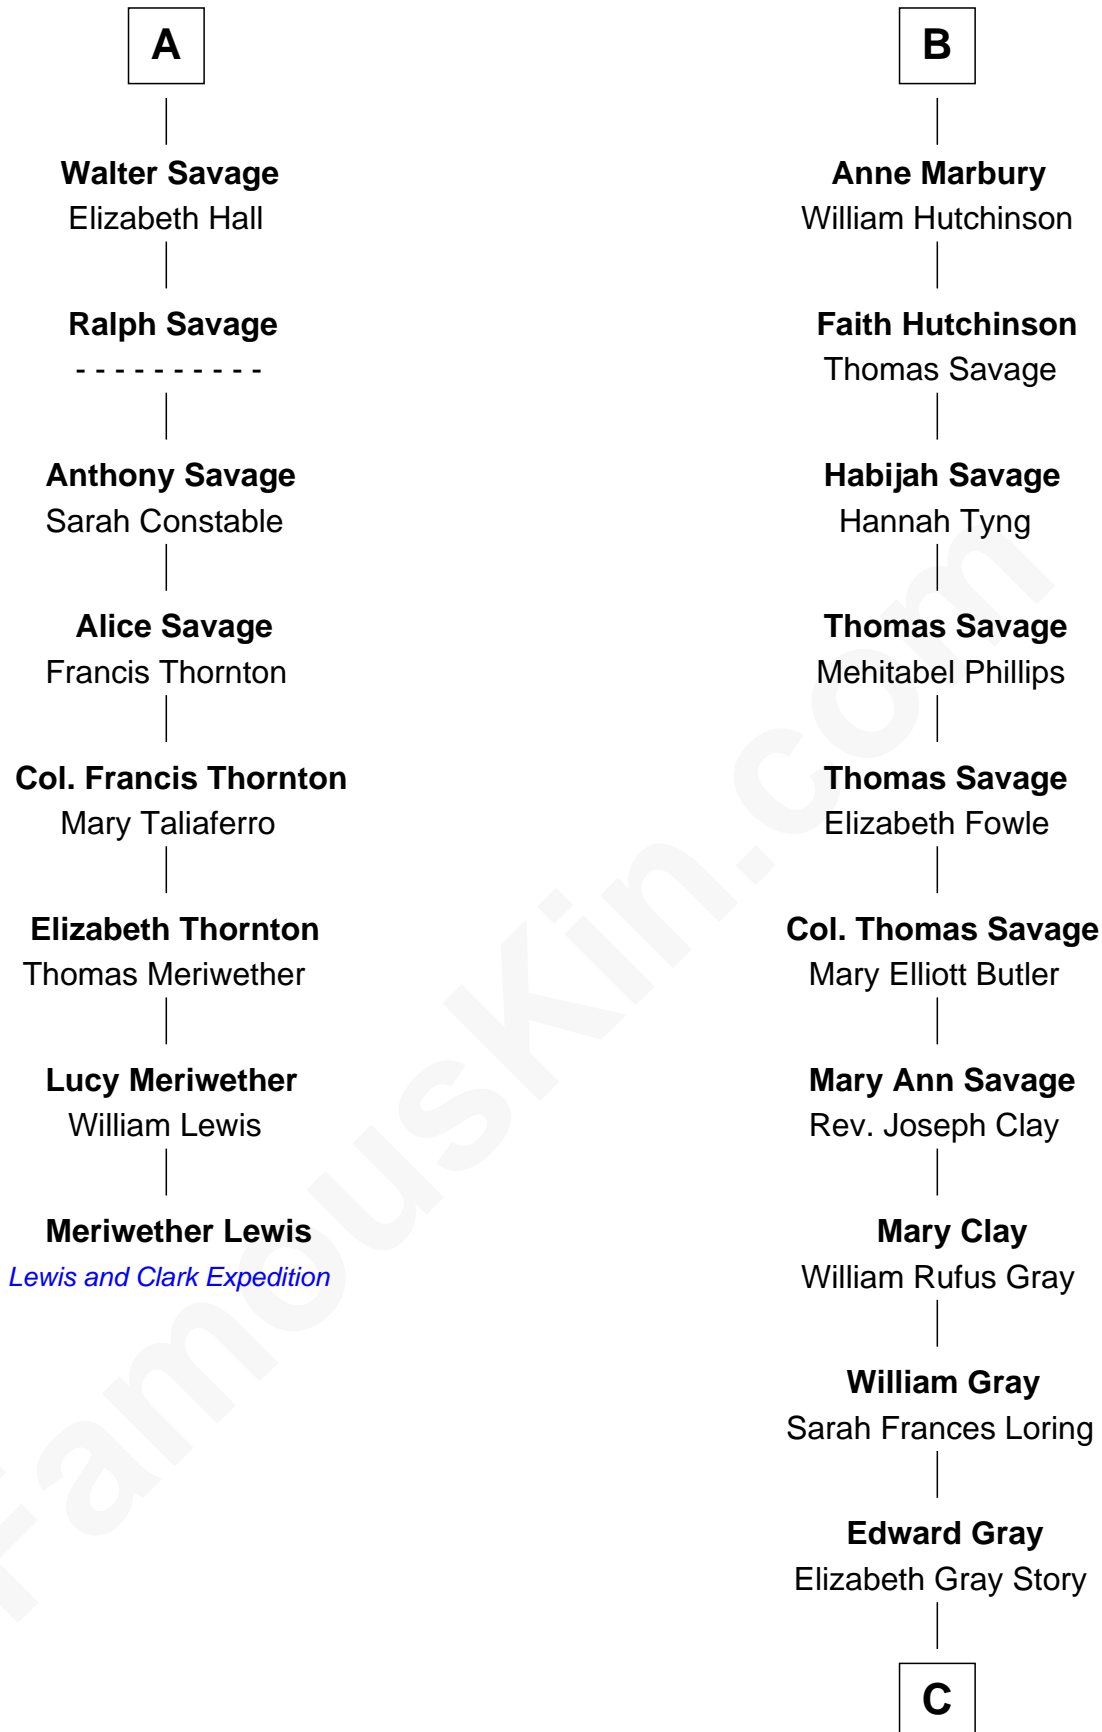 A
Walter Savage
Elizabeth Hall
Ralph Savage
- - - - - - - - - -
Anthony Savage
Sarah Constable
Alice Savage
Francis Thornton
Col. Francis Thornton
Mary Taliaferro
Elizabeth Thornton
Thomas Meriwether
Lucy Meriwether
William Lewis
Meriwether Lewis
Lewis and Clark Expedition
B
Anne Marbury
William Hutchinson
Faith Hutchinson
Thomas Savage
Habijah Savage
Hannah Tyng
Thomas Savage
Mehitabel Phillips
Thomas Savage
Elizabeth Fowle
Col. Thomas Savage
Mary Elliott Butler
Mary Ann Savage
Rev. Joseph Clay
Mary Clay
William Rufus Gray
William Gray
Sarah Frances Loring
Edward Gray
Elizabeth Gray Story
C
FamousKin.com